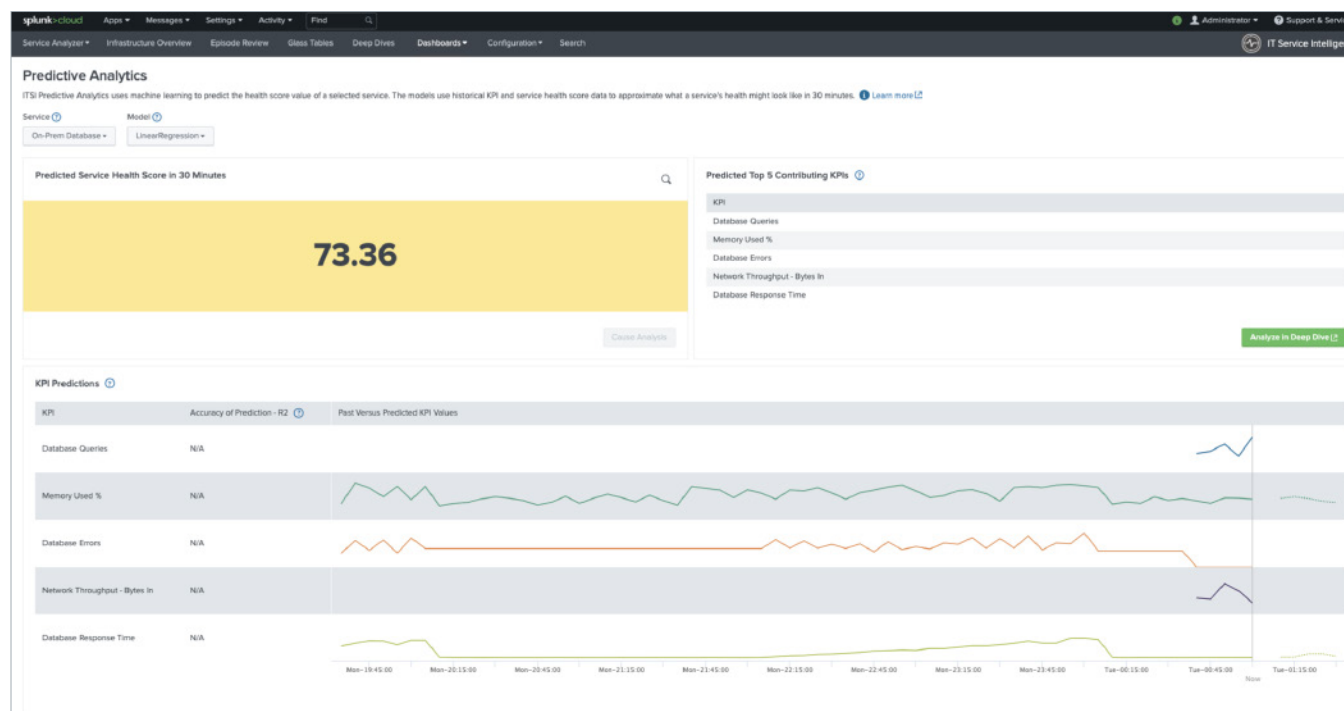 splunk>cloud Apps Messages Settings Activity Find Administrator Support & Servi
Service Analyzer Infrastructure Overview Episode Review Glass Tables Deep Dives Dashboards Configuration Search IT Service Intellige
Predictive Analytics
ITSI Predictive Analytics uses machine learning to predict the health score value of a selected service. The models use historical KPI and service health score data to approximate what a service's health might look like in 30 minutes. Learn more
Service Model
On-Prem Database LinearRegression
Predicted Service Health Score in 30 Minutes
73.36
Cause Analysis
Predicted Top 5 Contributing KPIs
KPI
Database Queries
Memory Used %
Database Errors
Network Throughput - Bytes In
Database Response Time
Analyze in Deep Dive
KPI Predictions
KPI Accuracy of Prediction - R2 Past Versus Predicted KPI Values
Database Queries N/A
Memory Used % N/A
Database Errors N/A
Network Throughput - Bytes In N/A
Database Response Time N/A
Mon-19:45:00 Mon-20:15:00 Mon-20:45:00 Mon-21:15:00 Mon-21:45:00 Mon-22:15:00 Mon-22:45:00 Mon-23:15:00 Mon-23:45:00 Tue-00:15:00 Tue-00:45:00 Tue-01:15:00
Now